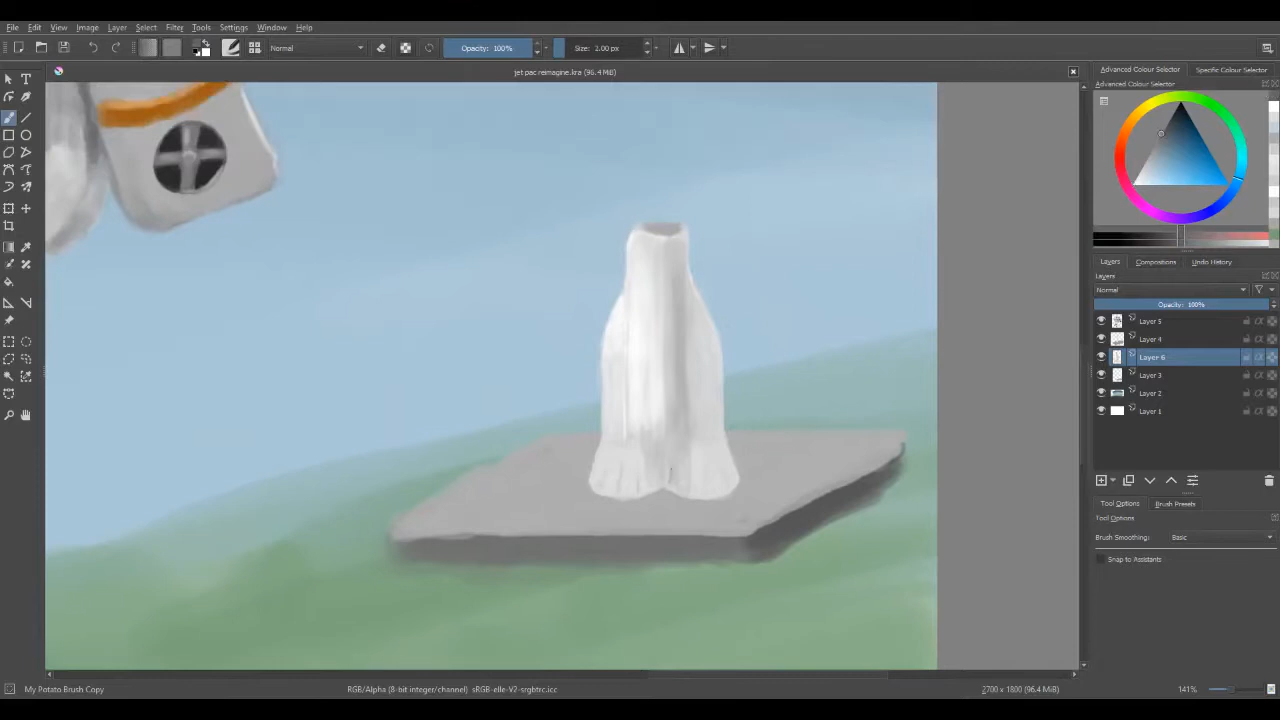 File Edit View Image Layer Select Filter Tools Settings Window Help
Normal Opacity: 100% Size: 2.00 px
jet pac reimagine.kra (96.4 MiB)
Advanced Colour Selector Specific Colour Selector
Advanced Colour Selector
Layers Compositions Undo History
Layers
Normal
Opacity: 100%
Layer 5
Layer 4
Layer 6
Layer 3
Layer 2
Layer 1
Tool Options Brush Presets
Tool Options
Brush Smoothing: Basic
Snap to Assistants
My Potato Brush Copy RGB/Alpha (8-bit integer/channel) sRGB-elle-V2-srgbtrc.icc 2700 x 1800 (96.4 MiB) 141%